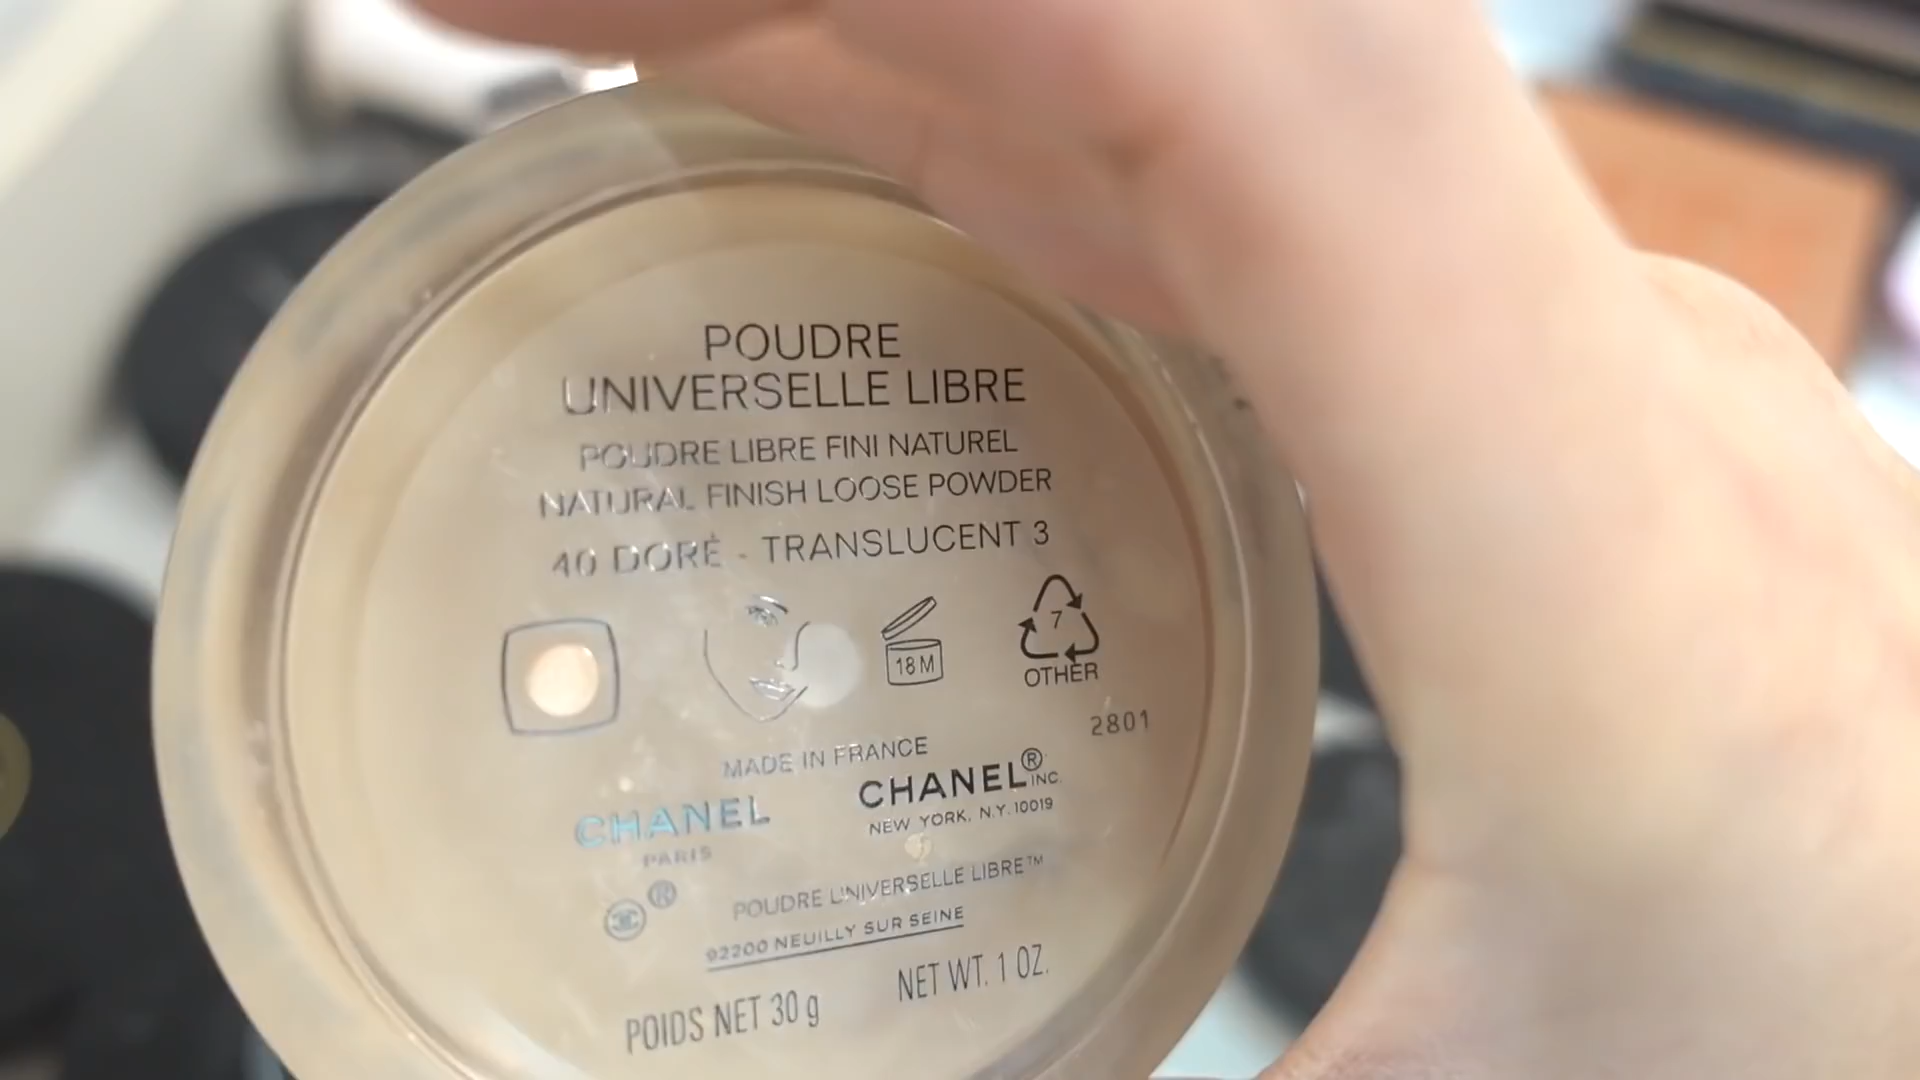 POUDRE
UNIVERSELLE LIBRE
POUDRE LIBRE FINI NATUREL
NATURAL FINISH LOOSE POWDER
40 DORÉ - TRANSLUCENT 3
18 M
7
OTHER
2801
MADE IN FRANCE
CHANEL
PARIS
®
CHANEL® INC.
NEW YORK, N.Y. 10019
POUDRE UNIVERSELLE LIBRE™
92200 NEUILLY SUR SEINE
POIDS NET 30 g
NET WT. 1 OZ.